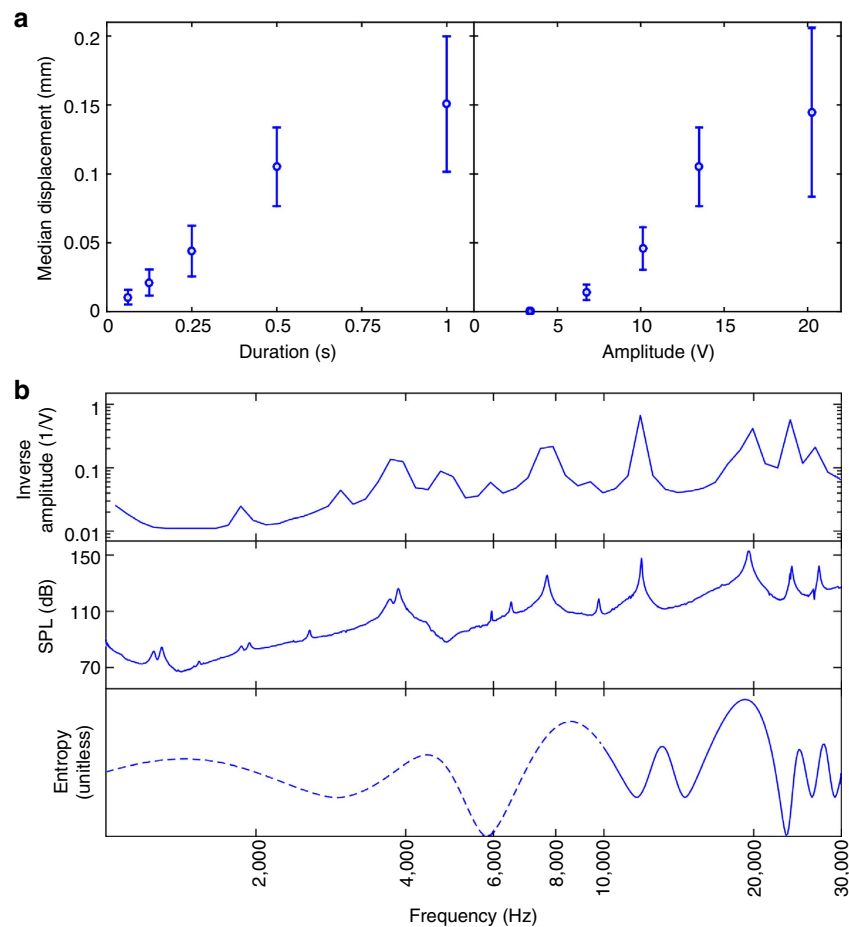 a
Median displacement (mm)
0.2
0.15
0.1
0.05
0
0 0.25 0.5 0.75 1
Duration (s)
0 5 10 15 20
Amplitude (V)
b
Inverse
amplitude (1/V)
1
0.1
0.01
SPL (dB)
150
110
70
Entropy
(unitless)
2,000 4,000 6,000 8,000 10,000 20,000 30,000
Frequency (Hz)